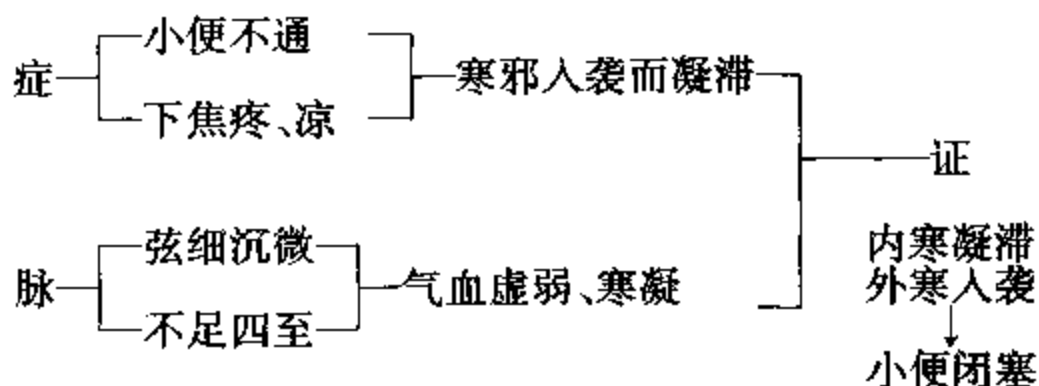 症
小便不通
下焦疼、凉
寒邪人袭而凝滞
证
脉
弦细沉微
不足四至
气血虚弱、寒凝
内寒凝滞
外寒人袭
小便闭塞